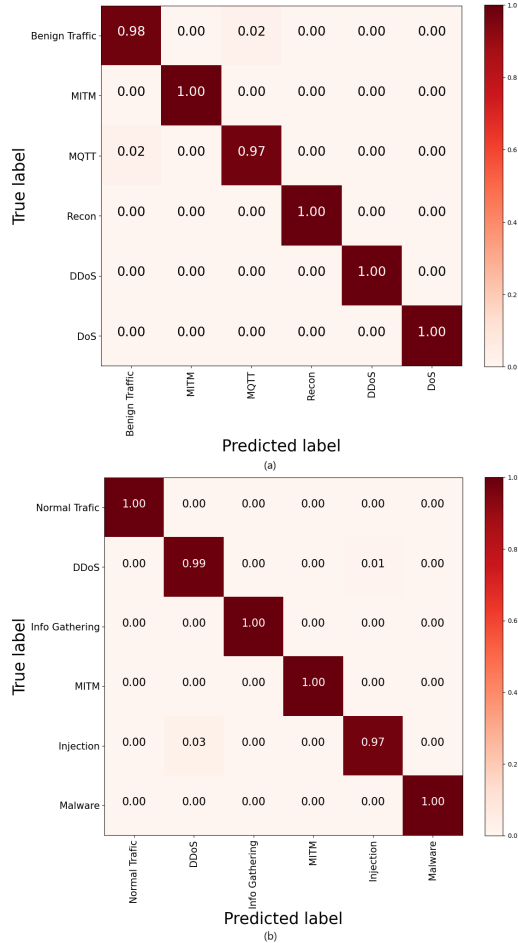 Benign Traffic 0.98 0.00 0.02 0.00 0.00 0.00
MITM 0.00 1.00 0.00 0.00 0.00 0.00
MQTT 0.02 0.00 0.97 0.00 0.00 0.00
Recon 0.00 0.00 0.00 1.00 0.00 0.00
DDoS 0.00 0.00 0.00 0.00 1.00 0.00
DoS 0.00 0.00 0.00 0.00 0.00 1.00
True label
Benign Traffic MITM MQTT Recon DDoS DoS
Predicted label
1.0
0.8
0.6
0.4
0.2
0.0
(a)
Normal Trafic 1.00 0.00 0.00 0.00 0.00 0.00
DDoS 0.00 0.99 0.00 0.00 0.01 0.00
Info Gathering 0.00 0.00 1.00 0.00 0.00 0.00
MITM 0.00 0.00 0.00 1.00 0.00 0.00
Injection 0.00 0.03 0.00 0.00 0.97 0.00
Malware 0.00 0.00 0.00 0.00 0.00 1.00
True label
Normal Trafic DDoS Info Gathering MITM Injection Malware
Predicted label
1.0
0.8
0.6
0.4
0.2
0.0
(b)